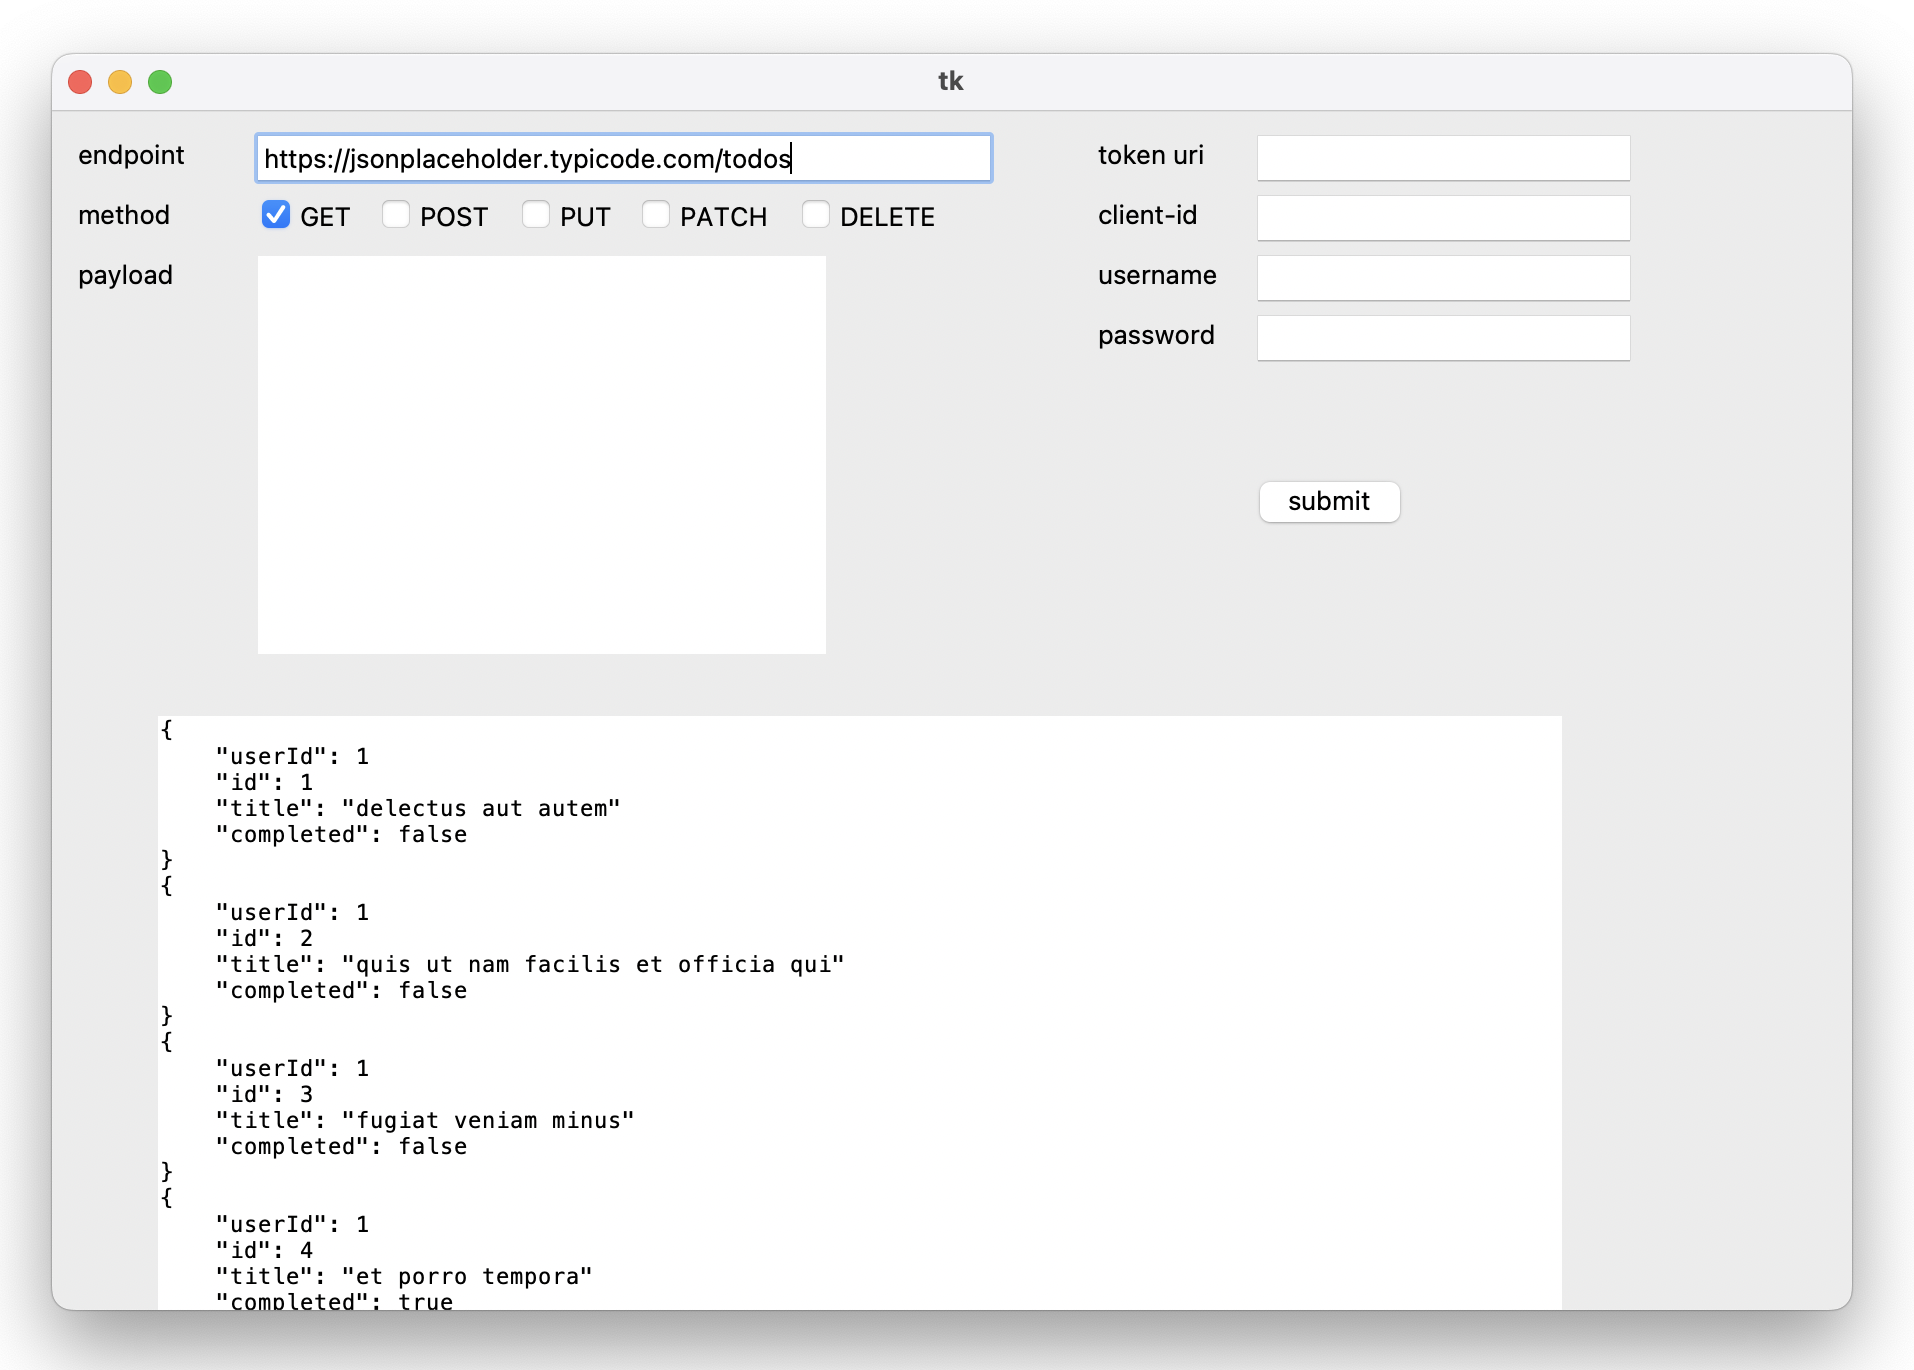 tk
endpoint
https://jsonplaceholder.typicode.com/todos
method
GET POST PUT PATCH DELETE
payload
token uri
client-id
username
password
submit
{
    "userId": 1
    "id": 1
    "title": "delectus aut autem"
    "completed": false
}
{
    "userId": 1
    "id": 2
    "title": "quis ut nam facilis et officia qui"
    "completed": false
}
{
    "userId": 1
    "id": 3
    "title": "fugiat veniam minus"
    "completed": false
}
{
    "userId": 1
    "id": 4
    "title": "et porro tempora"
    "completed": true